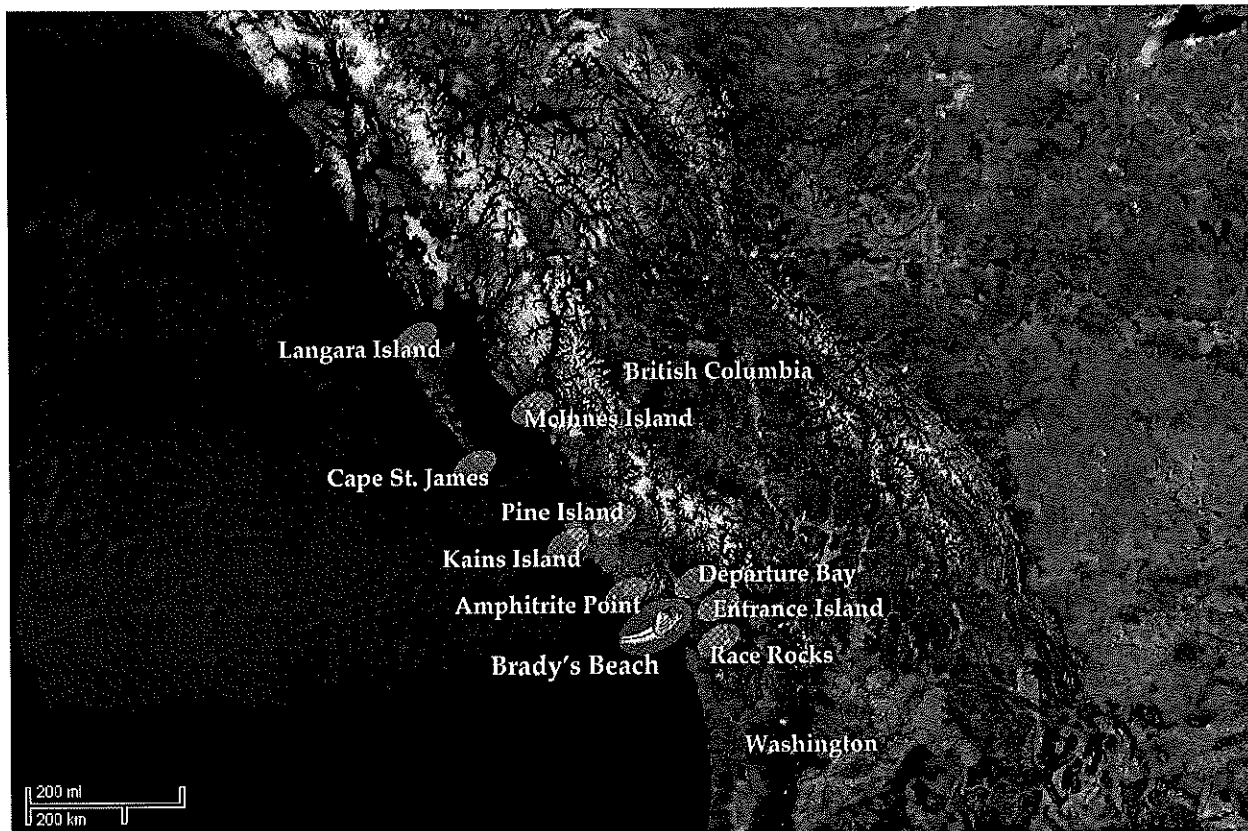 Langara Island
British Columbia
McInnes Island
Cape St. James
Pine Island
Kains Island
Departure Bay
Amphitrite Point
Entrance Island
Brady's Beach
Race Rocks
Washington
200 mi
200 km